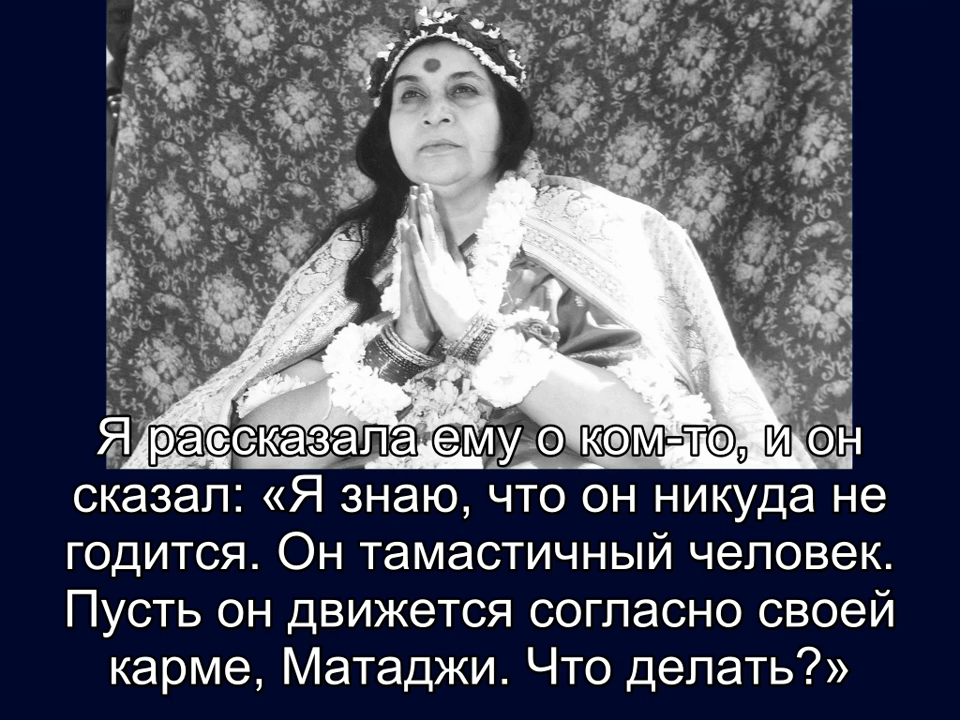 Я рассказала ему о ком-то, и он
сказал: «Я знаю, что он никуда не
годится. Он тамастичный человек.
Пусть он движется согласно своей
карме, Матаджи. Что делать?»